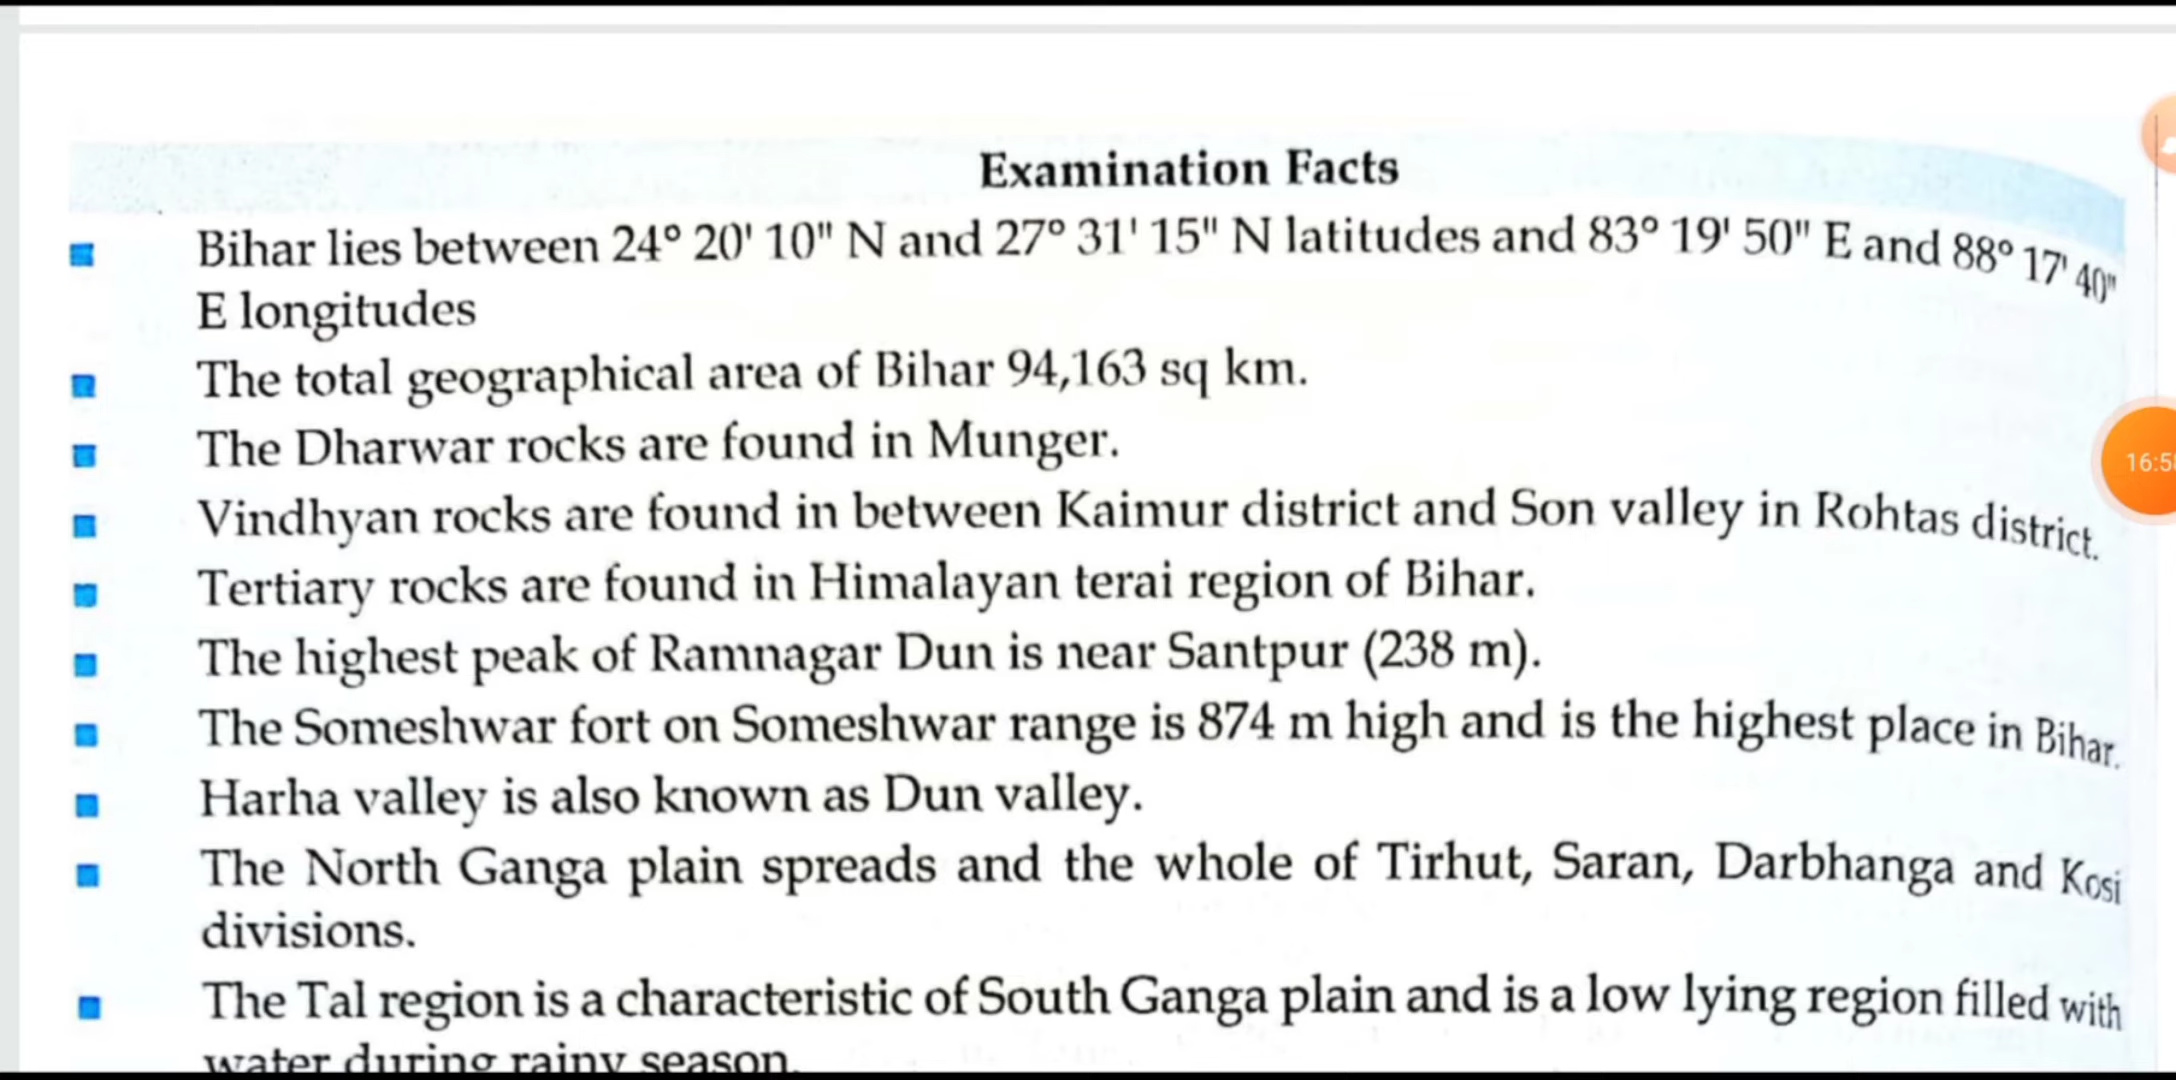 Examination Facts
Bihar lies between 24° 20' 10" N and 27° 31' 15" N latitudes and 83° 19' 50" E and 88° 17' 40"
E longitudes
The total geographical area of Bihar 94,163 sq km.
The Dharwar rocks are found in Munger.
Vindhyan rocks are found in between Kaimur district and Son valley in Rohtas district.
Tertiary rocks are found in Himalayan terai region of Bihar.
The highest peak of Ramnagar Dun is near Santpur (238 m).
The Someshwar fort on Someshwar range is 874 m high and is the highest place in Bihar.
Harha valley is also known as Dun valley.
The North Ganga plain spreads and the whole of Tirhut, Saran, Darbhanga and Kosi
divisions.
The Tal region is a characteristic of South Ganga plain and is a low lying region filled with
water during rainy season.